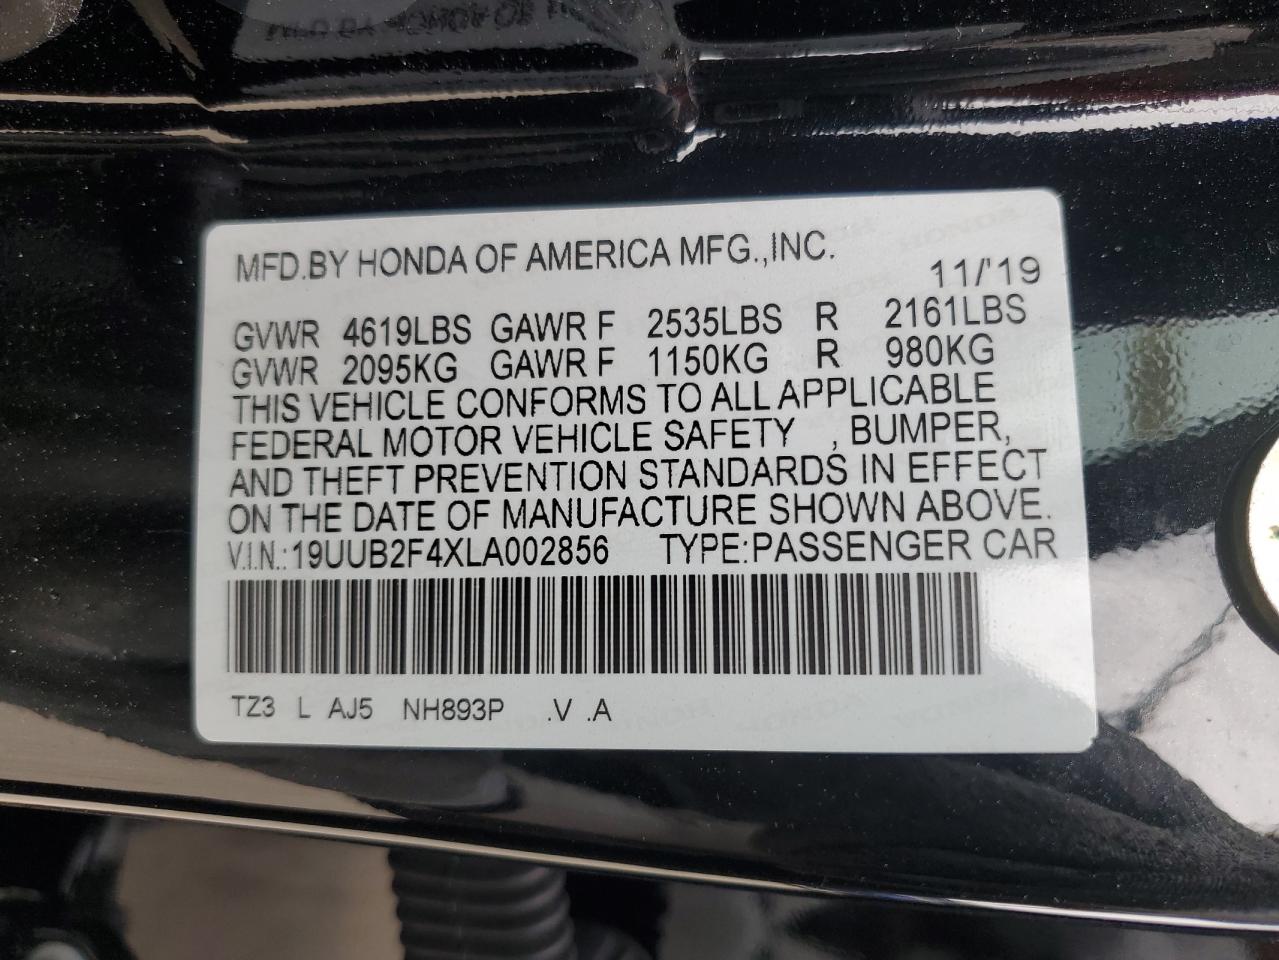 MFD.BY HONDA OF AMERICA MFG.,INC.
11/'19
GVWR 4619LBS GAWR F 2535LBS R 2161LBS
GVWR 2095KG GAWR F 1150KG R 980KG
THIS VEHICLE CONFORMS TO ALL APPLICABLE
FEDERAL MOTOR VEHICLE SAFETY , BUMPER,
AND THEFT PREVENTION STANDARDS IN EFFECT
ON THE DATE OF MANUFACTURE SHOWN ABOVE.
V.I.N.:19UUB2F4XLA002856 TYPE:PASSENGER CAR
TZ3 L AJ5 NH893P .V .A